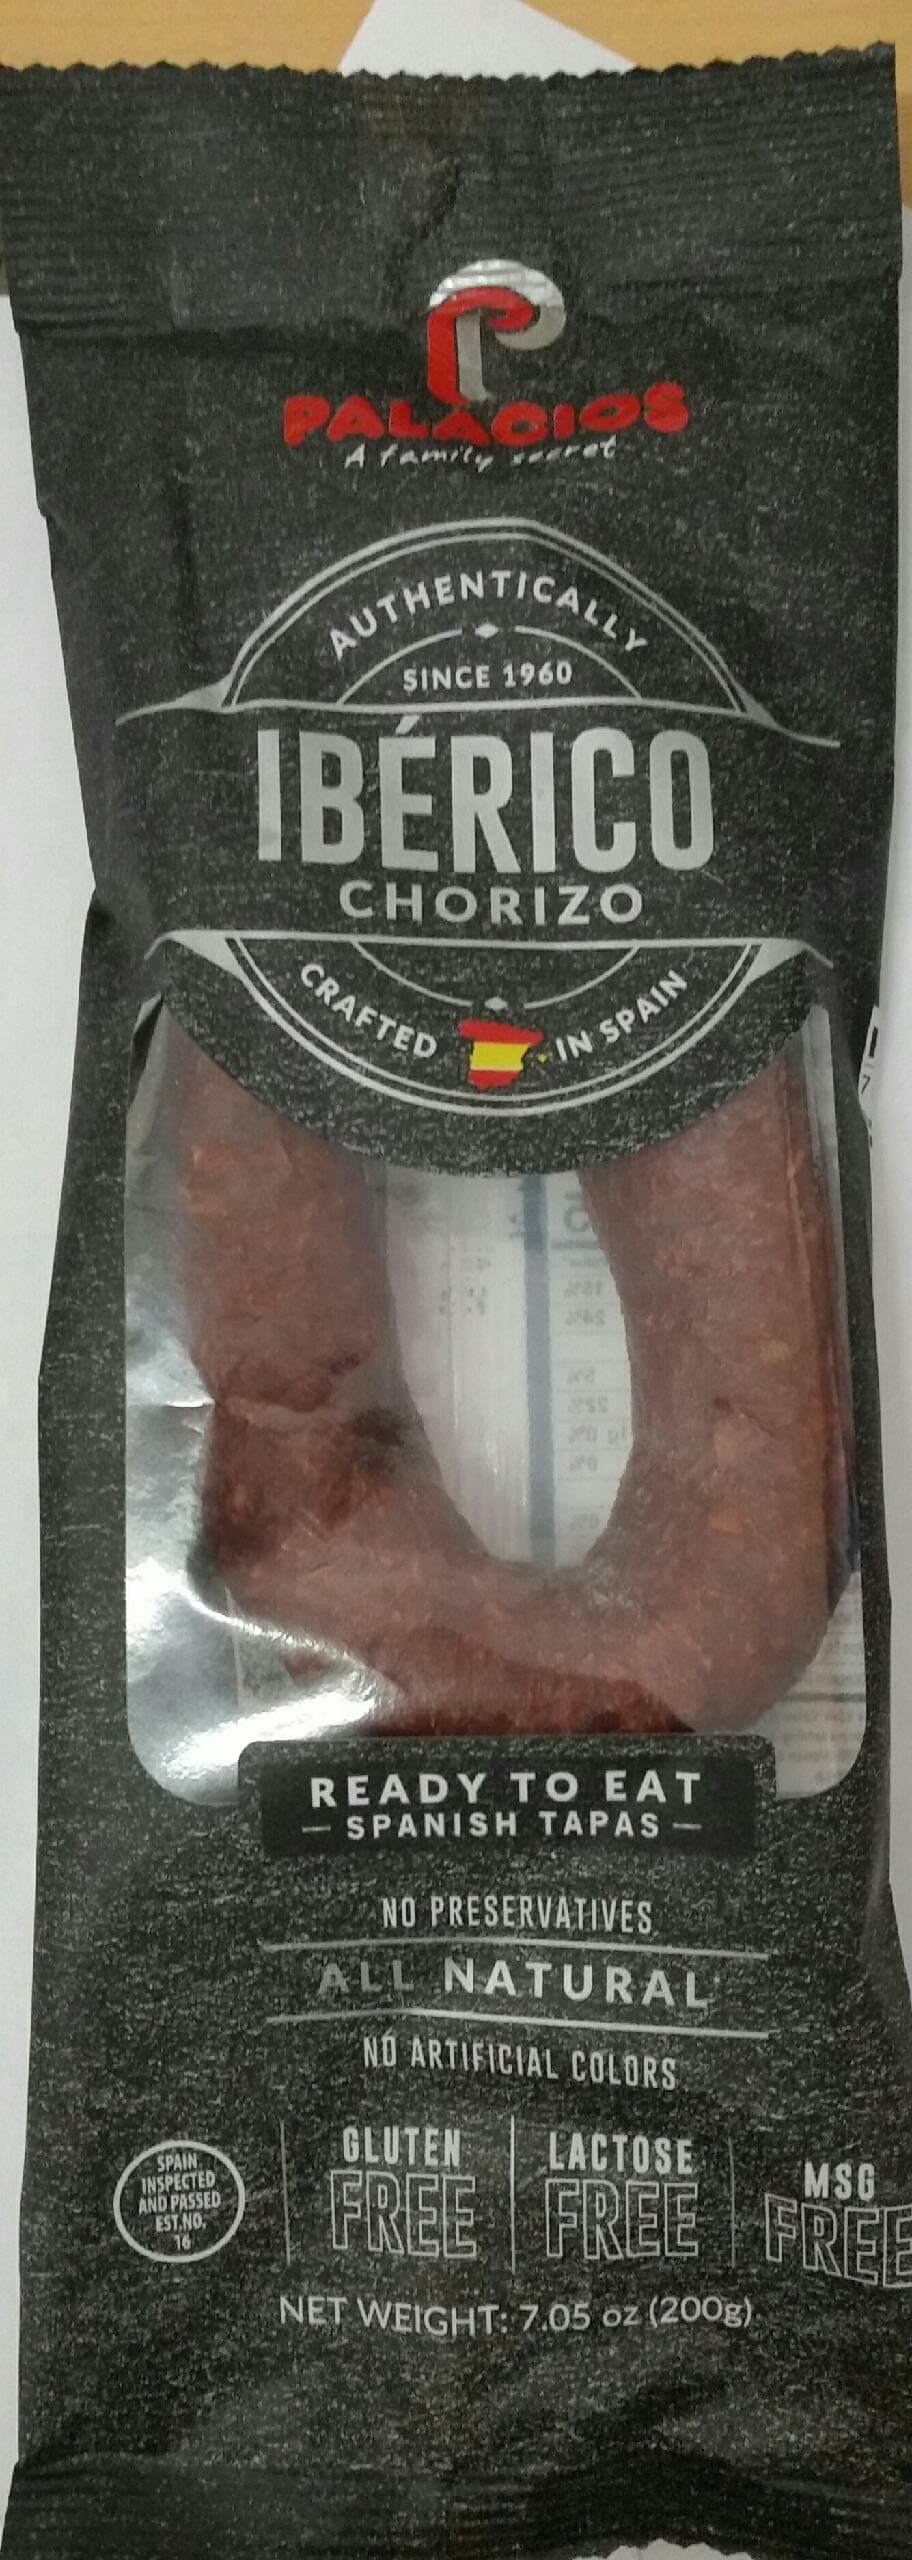 PALACIOS
A family secret
AUTHENTICALLY
SINCE 1960
IBÉRICO
CHORIZO
CRAFTED IN SPAIN
READY TO EAT
— SPANISH TAPAS —
NO PRESERVATIVES
ALL NATURAL
NO ARTIFICIAL COLORS
SPAIN
INSPECTED
AND PASSED
EST.NO.
16
GLUTEN
FREE
LACTOSE
FREE
MSG
FREE
NET WEIGHT: 7.05 oz (200g)